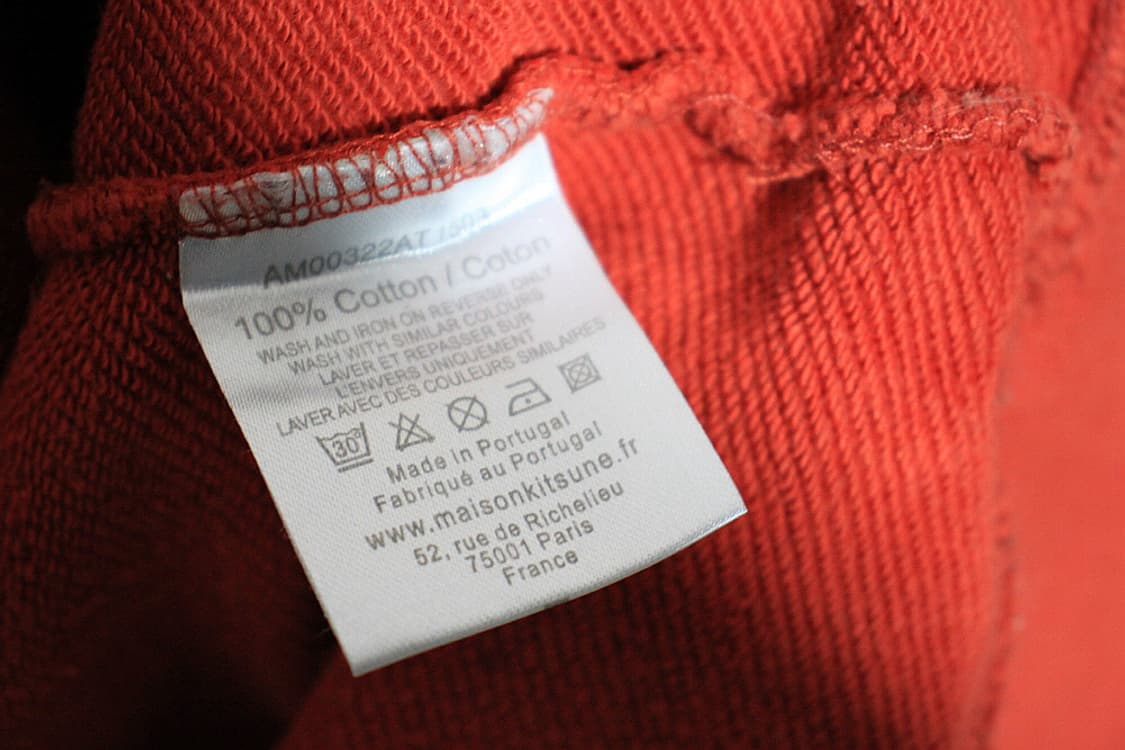 AM00322AT 1503
100% Cotton / Coton
WASH AND IRON ON REVERSE ONLY
WASH WITH SIMILAR COLOURS
LAVER ET REPASSER SUR
L'ENVERS UNIQUEMENT
LAVER AVEC DES COULEURS SIMILAIRES
30°
Made in Portugal
Fabriqué au Portugal
www.maisonkitsune.fr
52, rue de Richelieu
75001 Paris
France